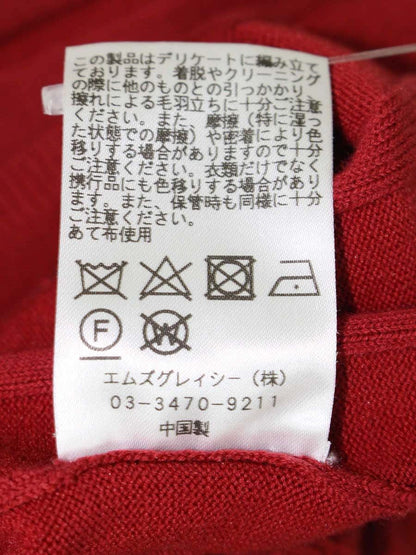 この製品はデリケートに編み立て
ております。着脱やクリーニング
の際に他のものとの引っかかり、
擦れによる毛羽立ちに十分ご注意
ください。また、摩擦（特に湿っ
た状態での摩擦）や密着により色
移りする場合がありますので十分
ご注意ください。衣類だけでなく
携行品にも色移りする場合があり
ます。また、保管時も同様に十分
ご注意ください。
あて布使用
F W
エムズグレイシー（株）
03-3470-9211
中国製